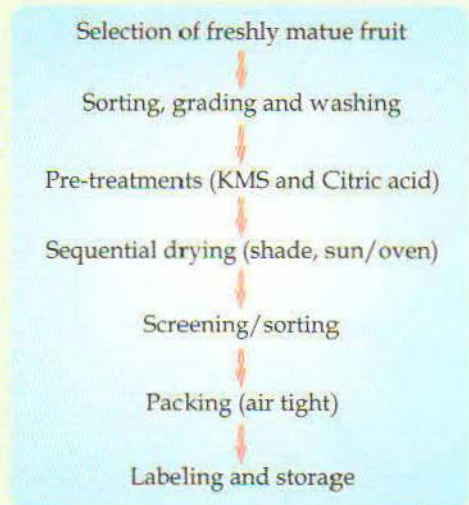 Selection of freshly matue fruit
Sorting, grading and washing
Pre-treatments (KMS and Citric acid)
Sequential drying (shade, sun/oven)
Screening/sorting
Packing (air tight)
Labeling and storage